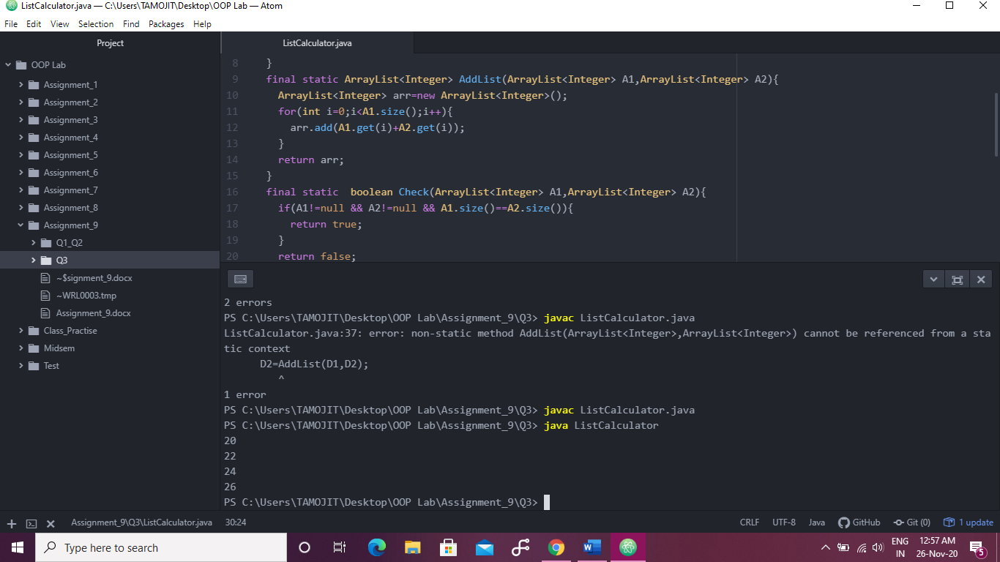 ListCalculator.java — C:\Users\TAMOJIT\Desktop\OOP Lab — Atom
File Edit View Selection Find Packages Help
Project
OOP Lab
Assignment_1
Assignment_2
Assignment_3
Assignment_4
Assignment_5
Assignment_6
Assignment_7
Assignment_8
Assignment_9
Q1_Q2
Q3
~$signment_9.docx
~WRL0003.tmp
Assignment_9.docx
Class_Practise
Midsem
Test
ListCalculator.java
8 }
9 final static ArrayList<Integer> AddList(ArrayList<Integer> A1,ArrayList<Integer> A2){
10 ArrayList<Integer> arr=new ArrayList<Integer>();
11 for(int i=0;i<A1.size();i++){
12 arr.add(A1.get(i)+A2.get(i));
13 }
14 return arr;
15 }
16 final static  boolean Check(ArrayList<Integer> A1,ArrayList<Integer> A2){
17 if(A1!=null && A2!=null && A1.size()==A2.size()){
18 return true;
19 }
20 return false;
2 errors
PS C:\Users\TAMOJIT\Desktop\OOP Lab\Assignment_9\Q3> javac ListCalculator.java
ListCalculator.java:37: error: non-static method AddList(ArrayList<Integer>,ArrayList<Integer>) cannot be referenced from a sta
tic context
D2=AddList(D1,D2);
^
1 error
PS C:\Users\TAMOJIT\Desktop\OOP Lab\Assignment_9\Q3> javac ListCalculator.java
PS C:\Users\TAMOJIT\Desktop\OOP Lab\Assignment_9\Q3> java ListCalculator
20
22
24
26
PS C:\Users\TAMOJIT\Desktop\OOP Lab\Assignment_9\Q3>
Assignment_9\Q3\ListCalculator.java 30:24 CRLF UTF-8 Java GitHub Git (0) 1 update
Type here to search
ENG
IN
12:57 AM
26-Nov-20
5